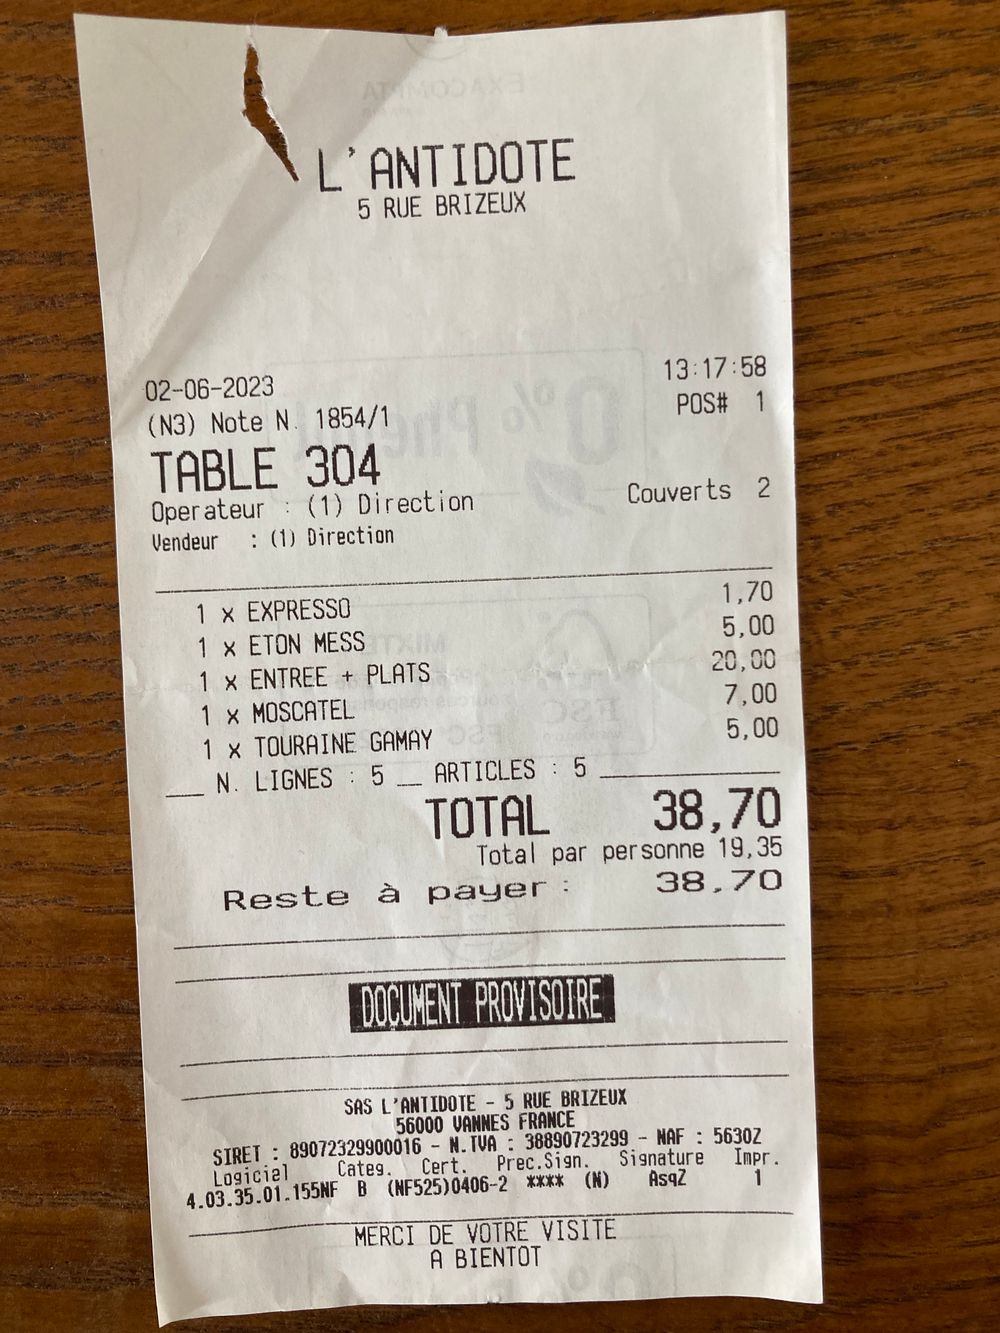 L'ANTIDOTE
5 RUE BRIZEUX
02-06-2023 13:17:58
(N3) Note N. 1854/1 POS# 1
TABLE 304
Operateur : (1) Direction Couverts 2
Vendeur : (1) Direction
1 x EXPRESSO 1,70
1 x ETON MESS 5,00
1 x ENTREE + PLATS 20,00
1 x MOSCATEL 7,00
1 x TOURAINE GAMAY 5,00
N. LIGNES : 5 __ ARTICLES : 5
TOTAL 38,70
Total par personne 19,35
Reste à payer : 38,70
DOCUMENT PROVISOIRE
SAS L'ANTIDOTE - 5 RUE BRIZEUX
56000 VANNES FRANCE
SIRET : 89072329900016 - N.TVA : 38890723299 - NAF : 5630Z
Logiciel Categ. Cert. Prec.Sign. Signature Impr.
4.03.35.01.155NF B (NF525)0406-2 **** (N) AsqZ 1
MERCI DE VOTRE VISITE
A BIENTOT